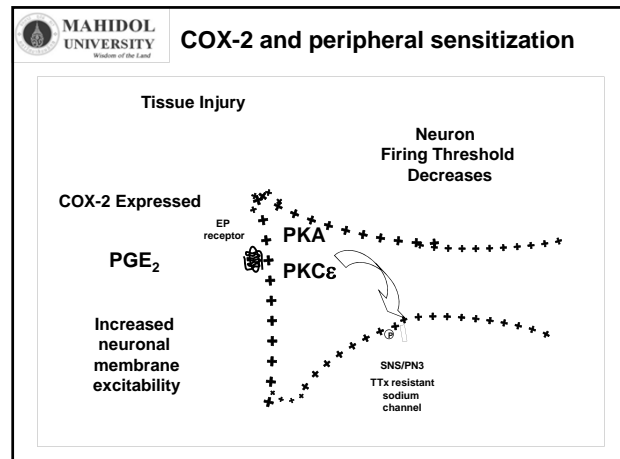 MAHIDOL
UNIVERSITY
Wisdom of the Land
COX-2 and peripheral sensitization
Tissue Injury
Neuron
Firing Threshold
Decreases
COX-2 Expressed
EP
receptor
PKA
PGE₂
PKCε
Increased
neuronal
membrane
excitability
P
SNS/PN3
TTx resistant
sodium
channel